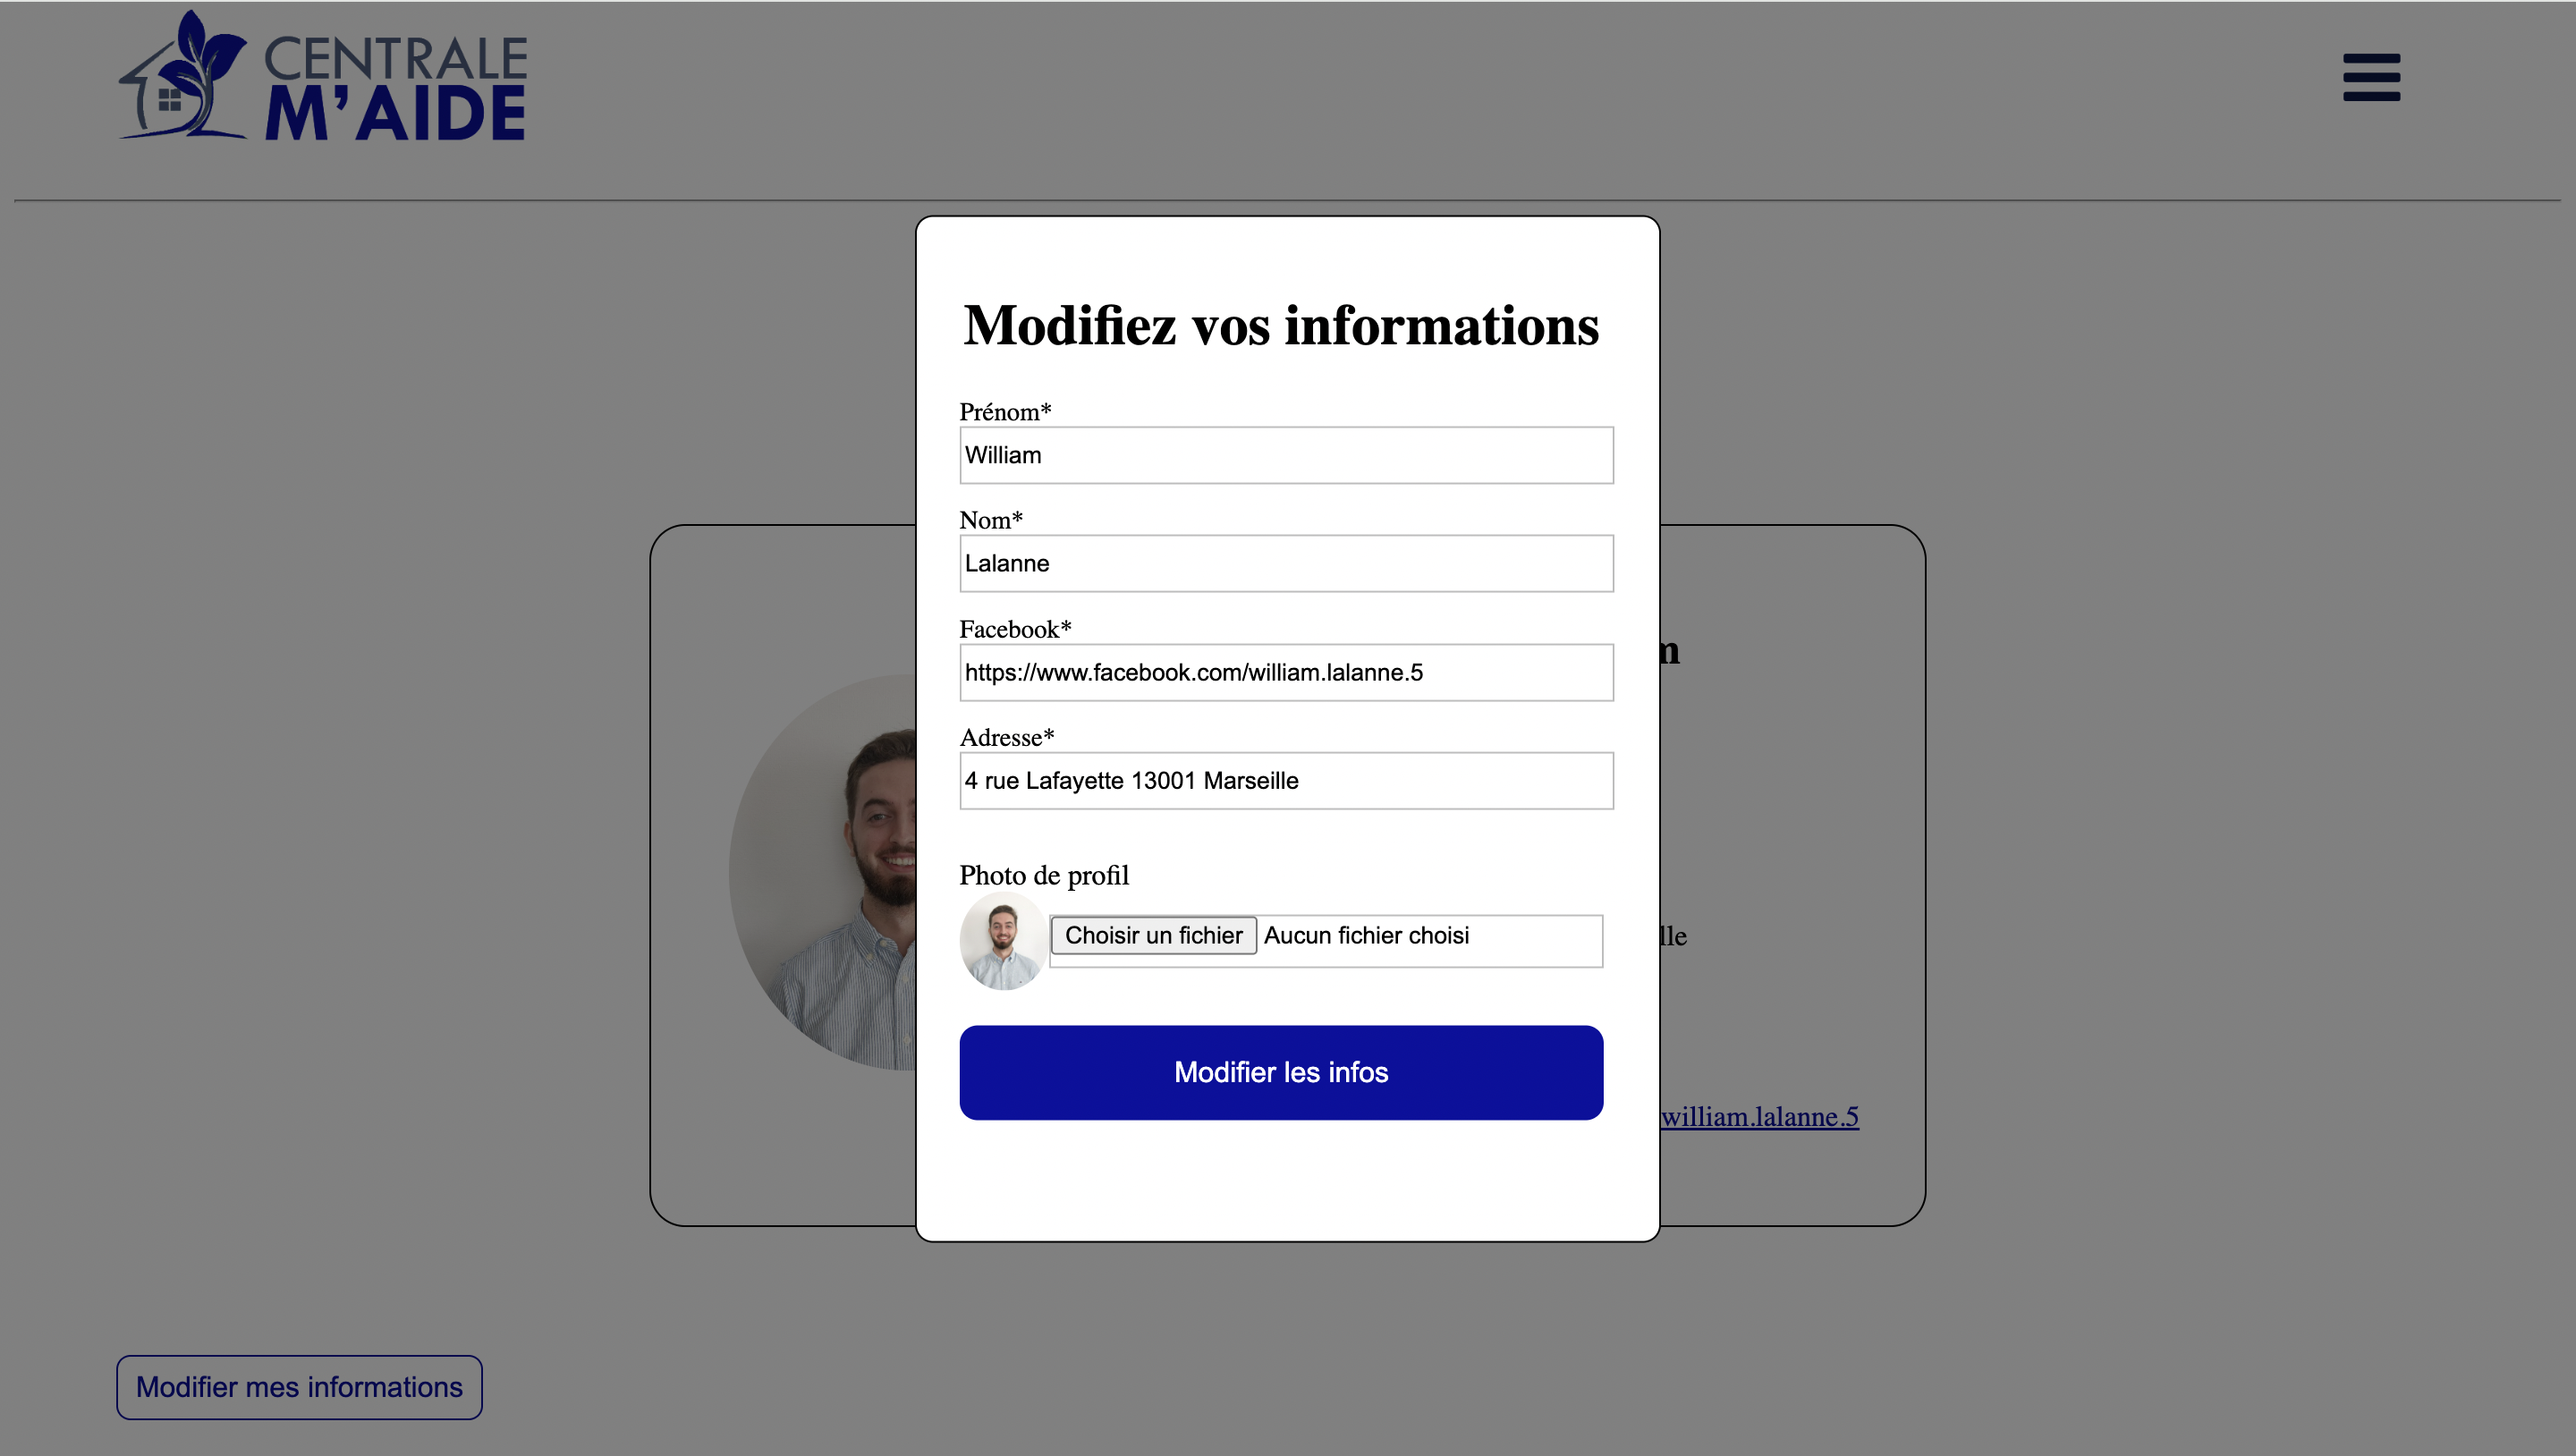 CENTRALE
M'AIDE
Modifiez vos informations
Prénom*
William
Nom*
Lalanne
Facebook*
https://www.facebook.com/william.lalanne.5
Adresse*
4 rue Lafayette 13001 Marseille
Photo de profil
Choisir un fichier Aucun fichier choisi
Modifier les infos
william.lalanne.5
Modifier mes informations